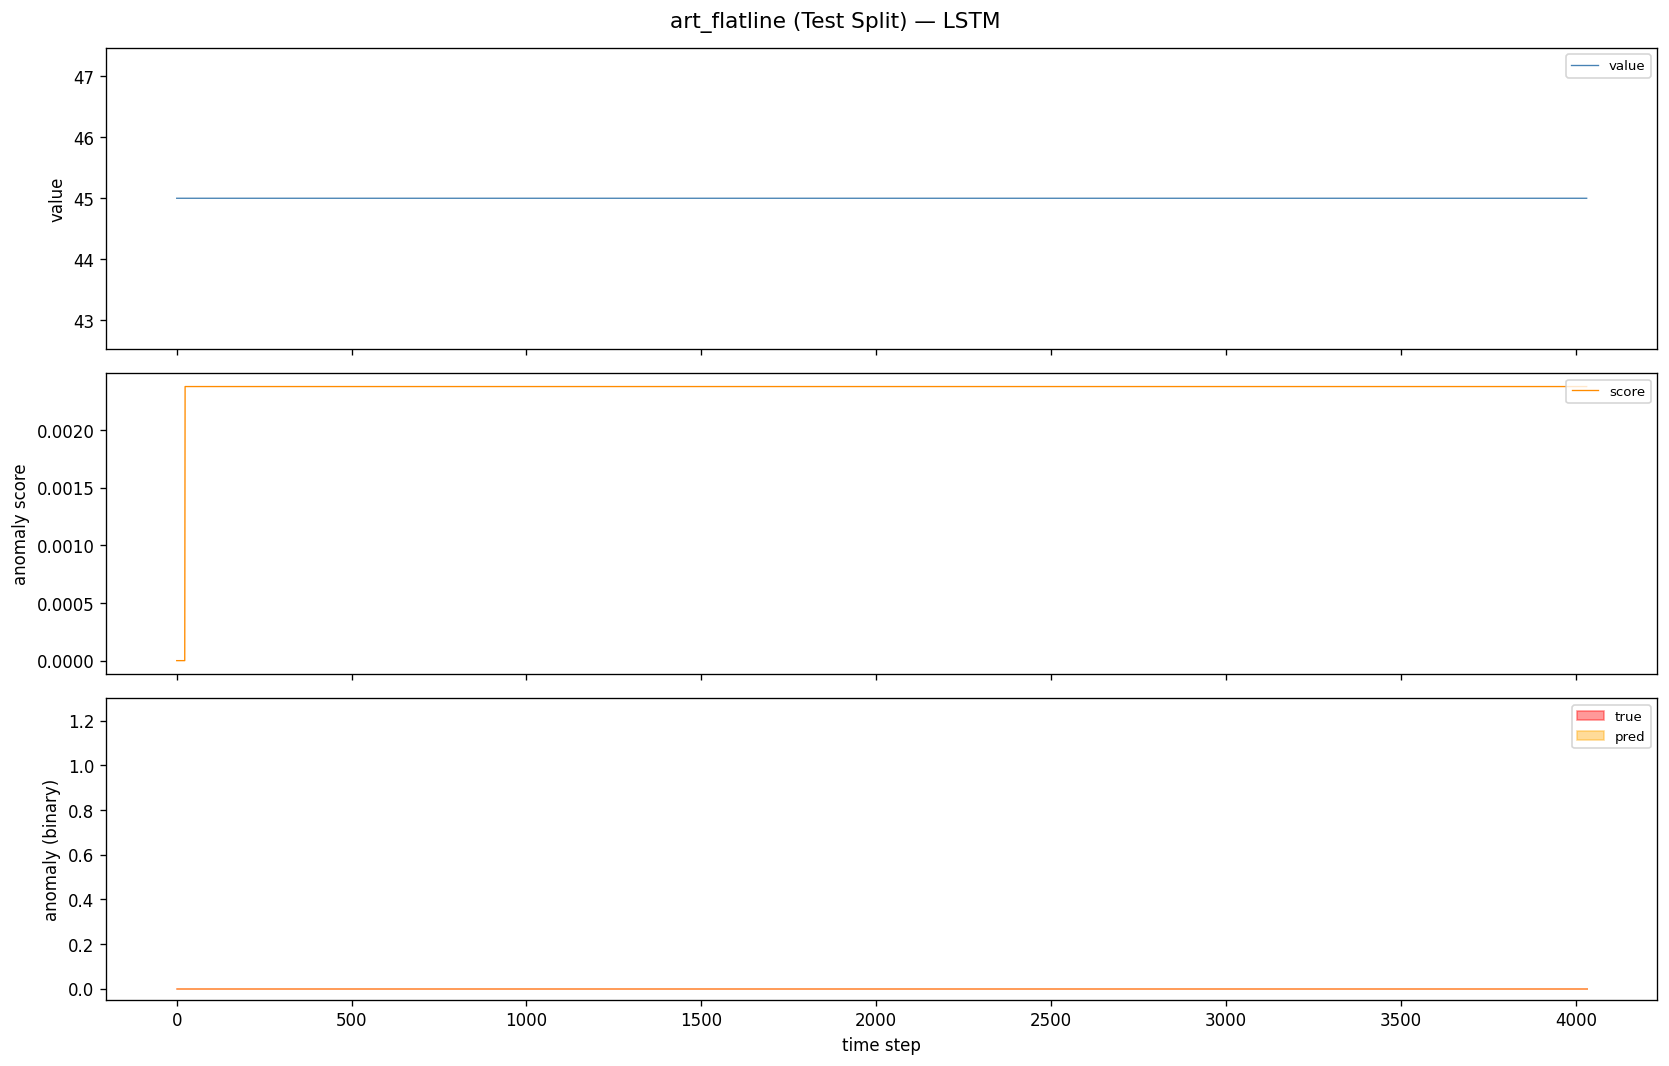 art_flatline (Test Split) — LSTM
value
47
46
45
44
43
value
score
0.0020
0.0015
0.0010
0.0005
0.0000
anomaly score
true
pred
1.2
1.0
0.8
0.6
0.4
0.2
0.0
anomaly (binary)
0 500 1000 1500 2000 2500 3000 3500 4000
time step